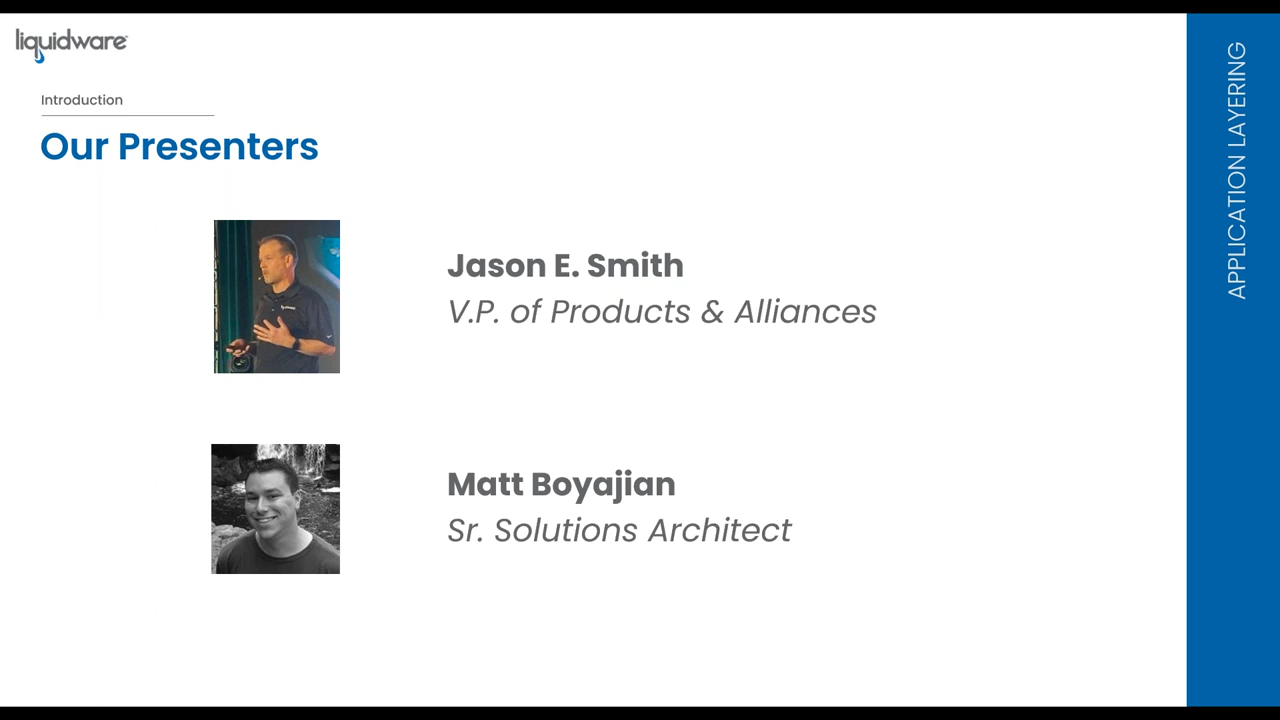 liquidware
Introduction
Our Presenters
Jason E. Smith
V.P. of Products & Alliances
Matt Boyajian
Sr. Solutions Architect
APPLICATION LAYERING